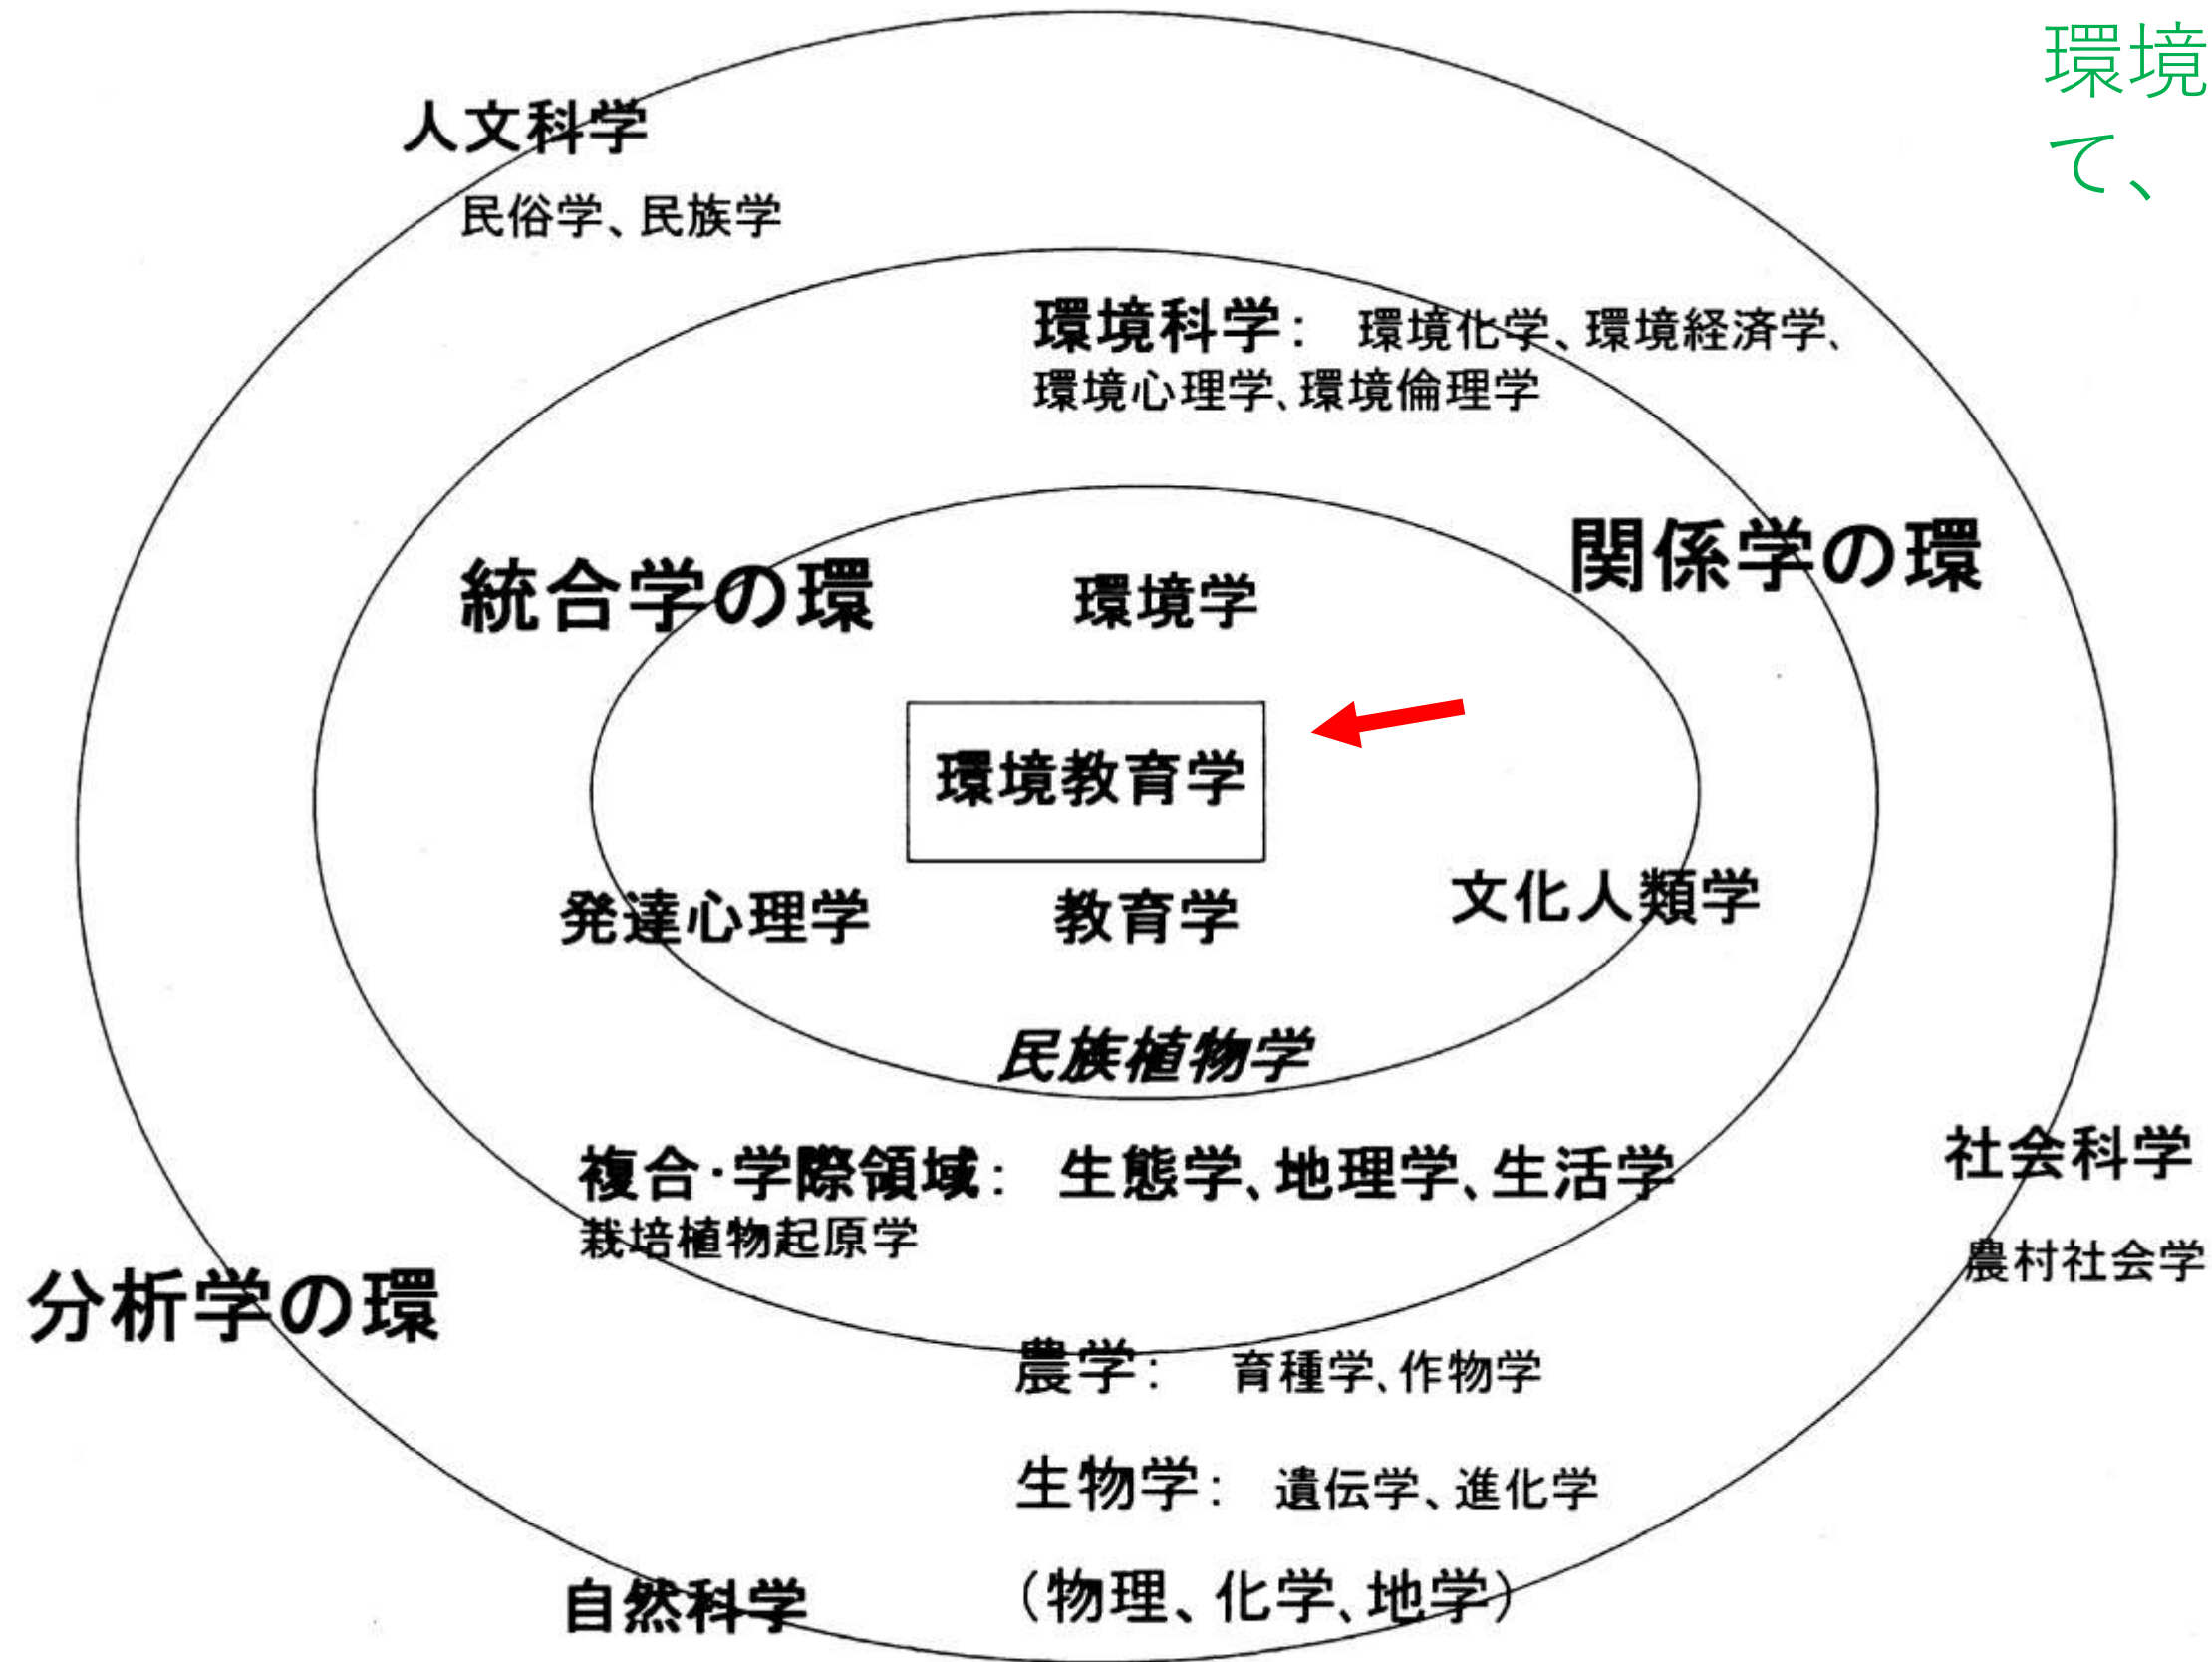 環境
て、
人文科学
民俗学、民族学
環境科学： 環境化学、環境経済学、
環境心理学、環境倫理学
関係学の環
統合学の環
環境学
環境教育学
発達心理学
教育学
文化人類学
民族植物学
複合・学際領域： 生態学、地理学、生活学
栽培植物起原学
社会科学
農村社会学
分析学の環
農学： 育種学、作物学
生物学： 遺伝学、進化学
（物理、化学、地学）
自然科学